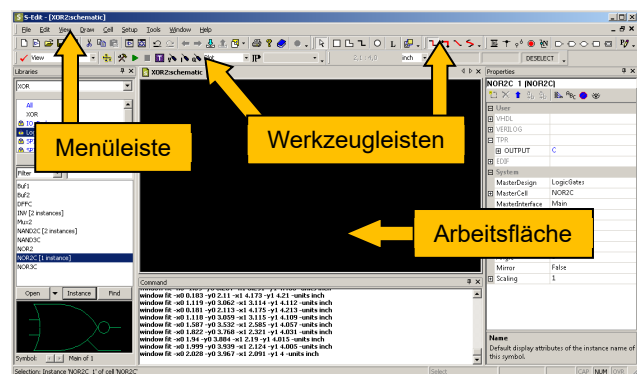 S-Edit - [XOR2:schematic]
File Edit View Draw Cell Setup Tools Window Help
View
2,1 : 4,0
inch
DESELECT
Libraries
XOR
All
XOR
XOR2:schematic
Menüleiste
Werkzeugleisten
Arbeitsfläche
Filter
Buf1
Buf2
DFFC
INV [2 instances]
Mux2
NAND2C [2 instances]
NAND3C
NOR2
NOR2C [1 instance]
NOR3C
Open Instance Find
Symbol: Main of 1
Properties
NOR2C_1 (NOR2C)
User
VHDL
VERILOG
TPR
OUTPUT C
EDIF
System
MasterDesign LogicGates
MasterCell NOR2C
MasterInterface Main
Mirror False
Scaling 1
Name
Default display attributes of the instance name of
this symbol.
Command
window fit -x0 0.183 -y0 2.11 -x1 4.173 -y1 4.21 -units inch
window fit -x0 1.119 -y0 3.062 -x1 3.114 -y1 4.112 -units inch
window fit -x0 0.181 -y0 2.113 -x1 4.175 -y1 4.213 -units inch
window fit -x0 1.118 -y0 3.059 -x1 3.115 -y1 4.109 -units inch
window fit -x0 1.587 -y0 3.532 -x1 2.585 -y1 4.057 -units inch
window fit -x0 1.822 -y0 3.768 -x1 2.321 -y1 4.031 -units inch
window fit -x0 1.94 -y0 3.884 -x1 2.19 -y1 4.015 -units inch
window fit -x0 1.999 -y0 3.939 -x1 2.124 -y1 4.005 -units inch
window fit -x0 2.028 -y0 3.967 -x1 2.091 -y1 4 -units inch
Selection: Instance 'NOR2C_1' of cell 'NOR2C'
Select
CAP NUM OVR